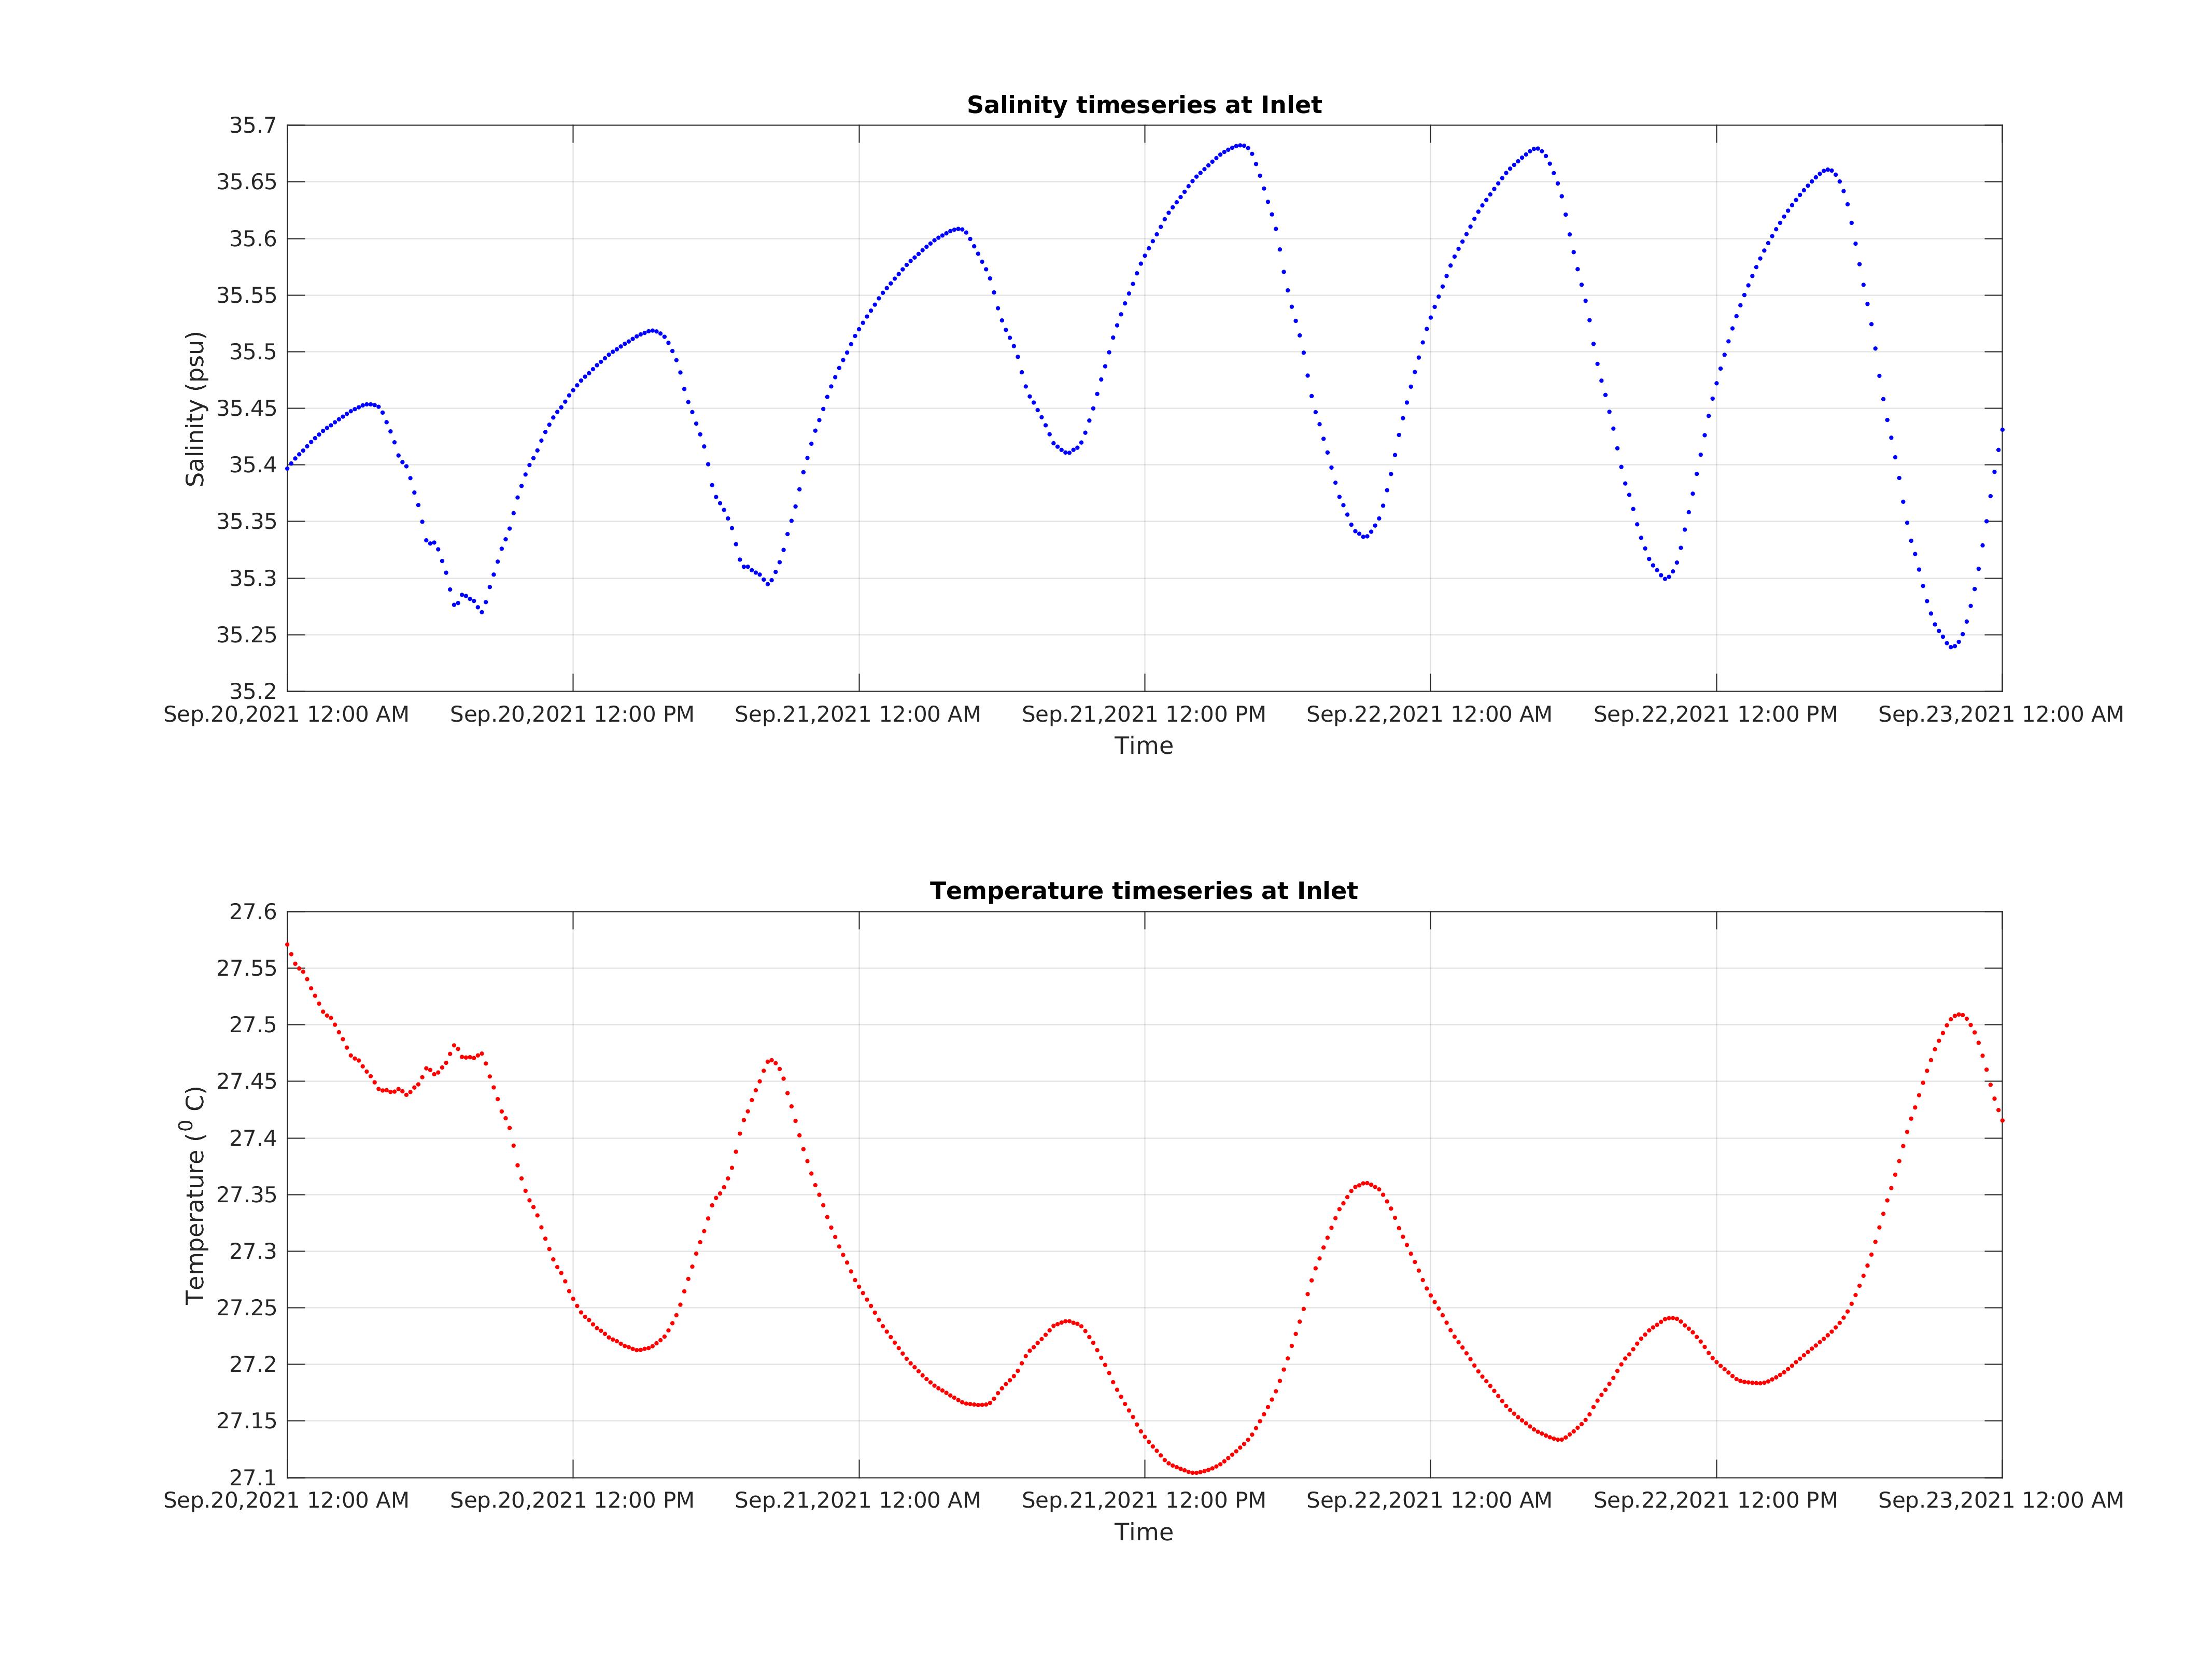 Salinity timeseries at Inlet
35.7
35.65
35.6
35.55
35.5
35.45
35.4
35.35
35.3
35.25
35.2
Salinity (psu)
Sep.20,2021 12:00 AM Sep.20,2021 12:00 PM Sep.21,2021 12:00 AM Sep.21,2021 12:00 PM Sep.22,2021 12:00 AM Sep.22,2021 12:00 PM Sep.23,2021 12:00 AM
Time
Temperature timeseries at Inlet
27.6
27.55
27.5
27.45
27.4
27.35
27.3
27.25
27.2
27.15
27.1
Temperature (⁰ C)
Sep.20,2021 12:00 AM Sep.20,2021 12:00 PM Sep.21,2021 12:00 AM Sep.21,2021 12:00 PM Sep.22,2021 12:00 AM Sep.22,2021 12:00 PM Sep.23,2021 12:00 AM
Time